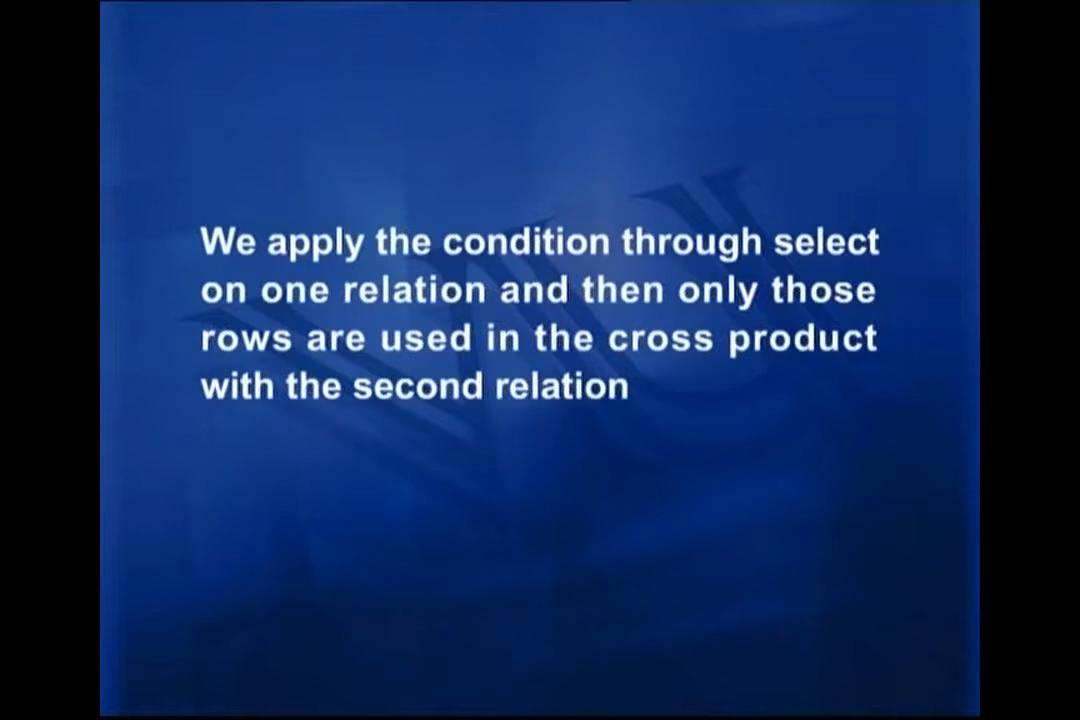 We apply the condition through select
on one relation and then only those
rows are used in the cross product
with the second relation
VU